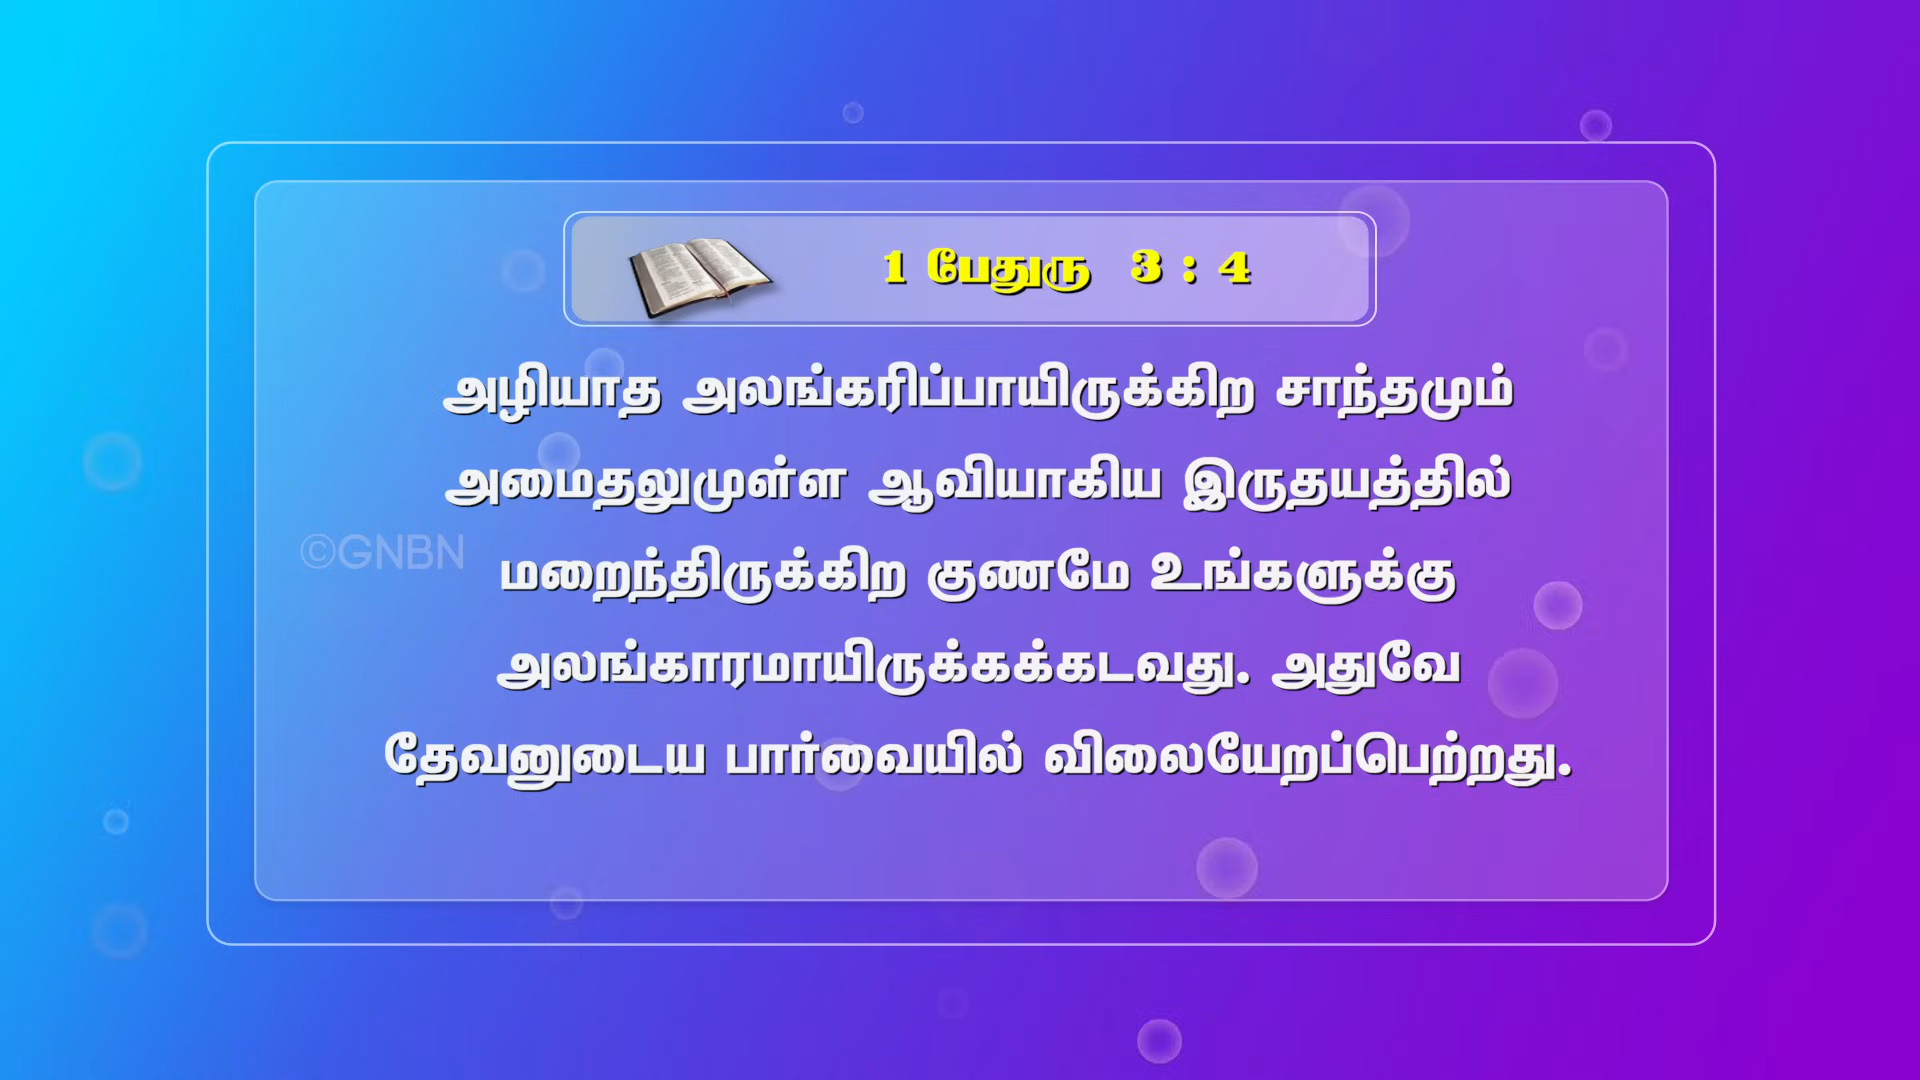 1 பேதுரு 3 : 4
அழியாத அலங்கரிப்பாயிருக்கிற சாந்தமும்
அமைதலுமுள்ள ஆவியாகிய இருதயத்தில்
©GNBN
மறைந்திருக்கிற குணமே உங்களுக்கு
அலங்காரமாயிருக்கக்கடவது. அதுவே
தேவனுடைய பார்வையில் விலையேறப்பெற்றது.